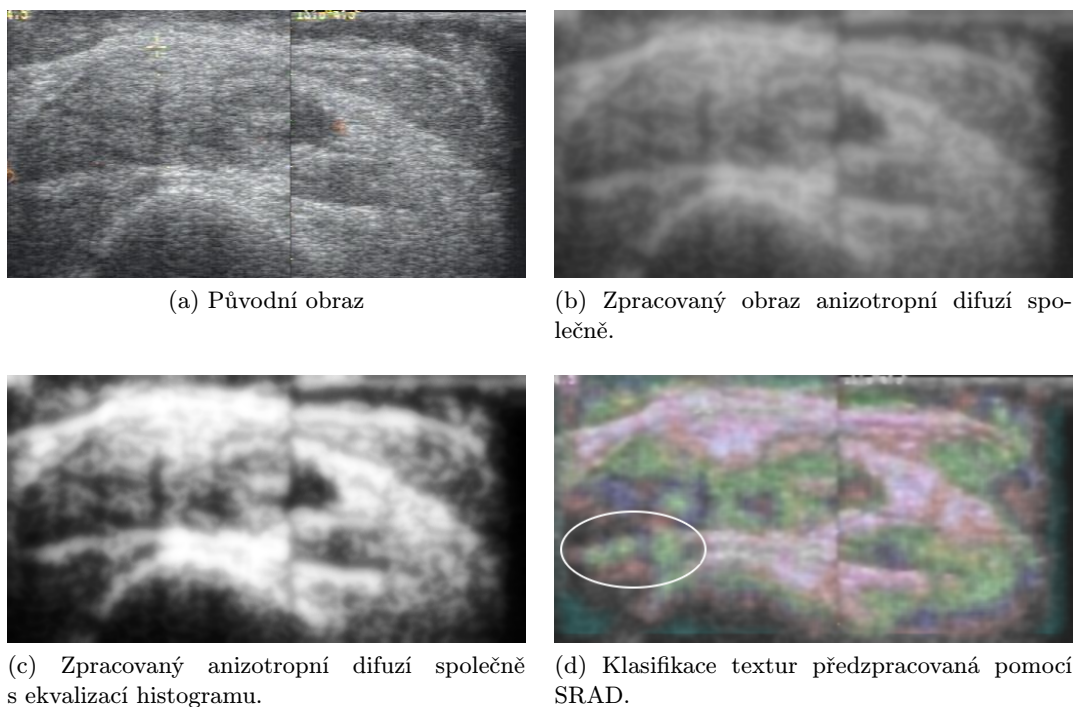 (a) Původní obraz
(b) Zpracovaný obraz anizotropní difuzí spo-
lečně.
(c) Zpracovaný anizotropní difuzí společně
s ekvalizací histogramu.
(d) Klasifikace textur předzpracovaná pomocí
SRAD.